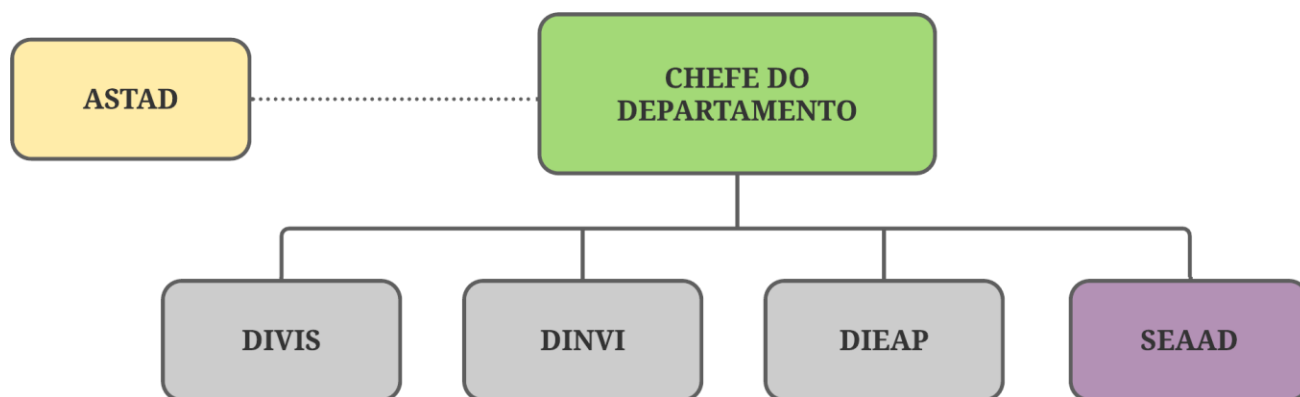 ASTAD
CHEFE DO
DEPARTAMENTO
DIVIS
DINVI
DIEAP
SEAAD